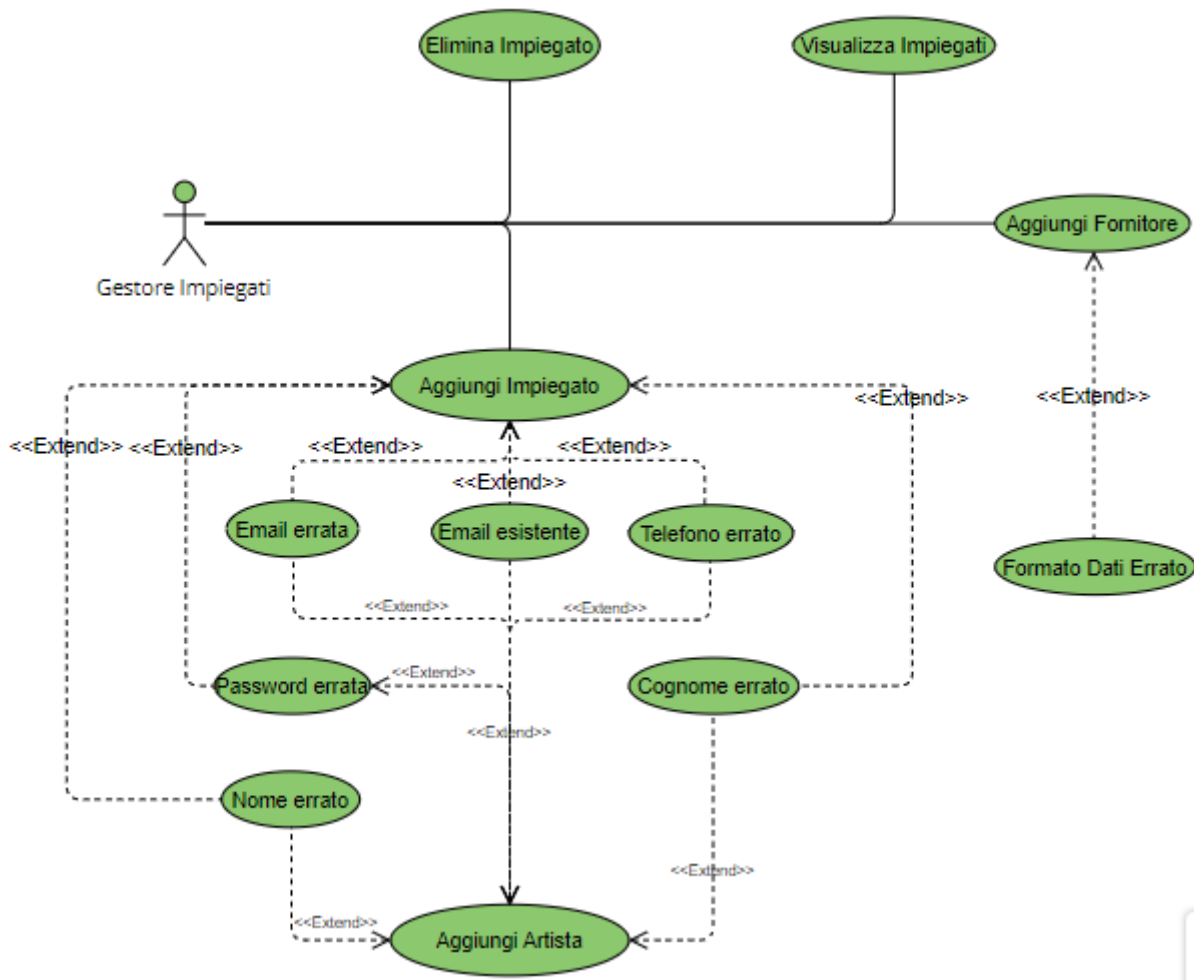 Elimina Impiegato
Visualizza Impiegati
Gestore Impiegati
Aggiungi Fornitore
Aggiungi Impiegato
<<Extend>>
<<Extend>>
<<Extend>>
<<Extend>>
<<Extend>>
<<Extend>>
<<Extend>>
Email errata
Email esistente
Telefono errato
Formato Dati Errato
<<Extend>>
<<Extend>>
<<Extend>>
Password errata
Cognome errato
<<Extend>>
Nome errato
<<Extend>>
<<Extend>>
Aggiungi Artista